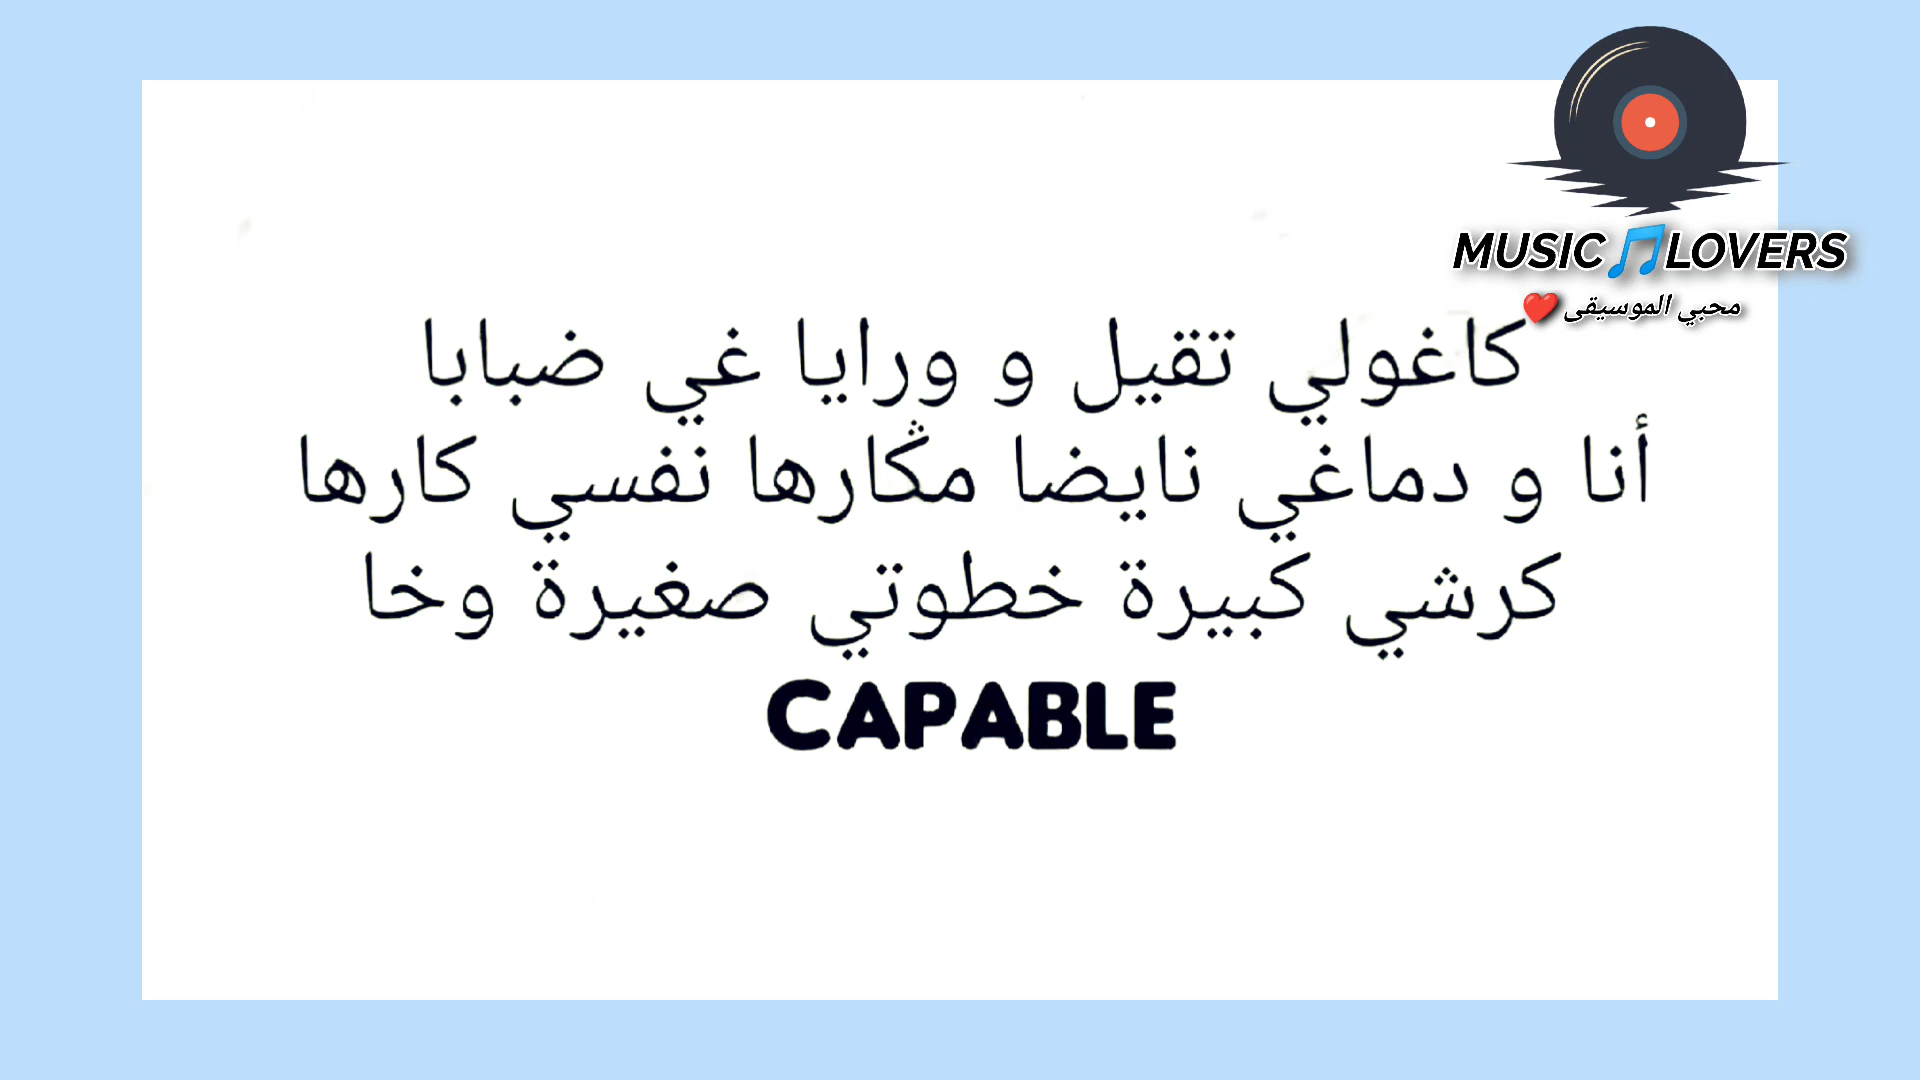 MUSIC🎵LOVERS
محبي الموسيقى ❤️
كاغولي تقيل و ورايا غي ضبابا
أنا و دماغي نايضا مݣارها نفسي كارها
كرشي كبيرة خطوتي صغيرة وخا
CAPABLE